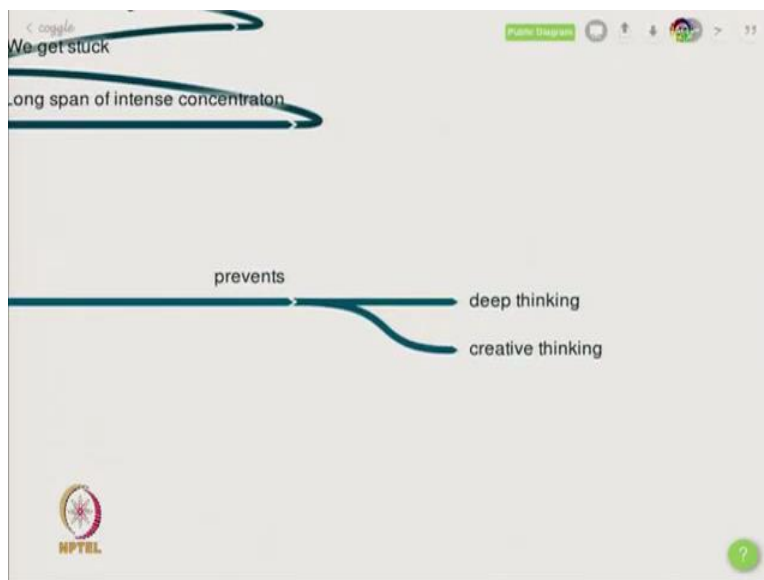 coggle
Public Diagram
We get stuck
Long span of intense concentraton
prevents
deep thinking
creative thinking
NPTEL
?